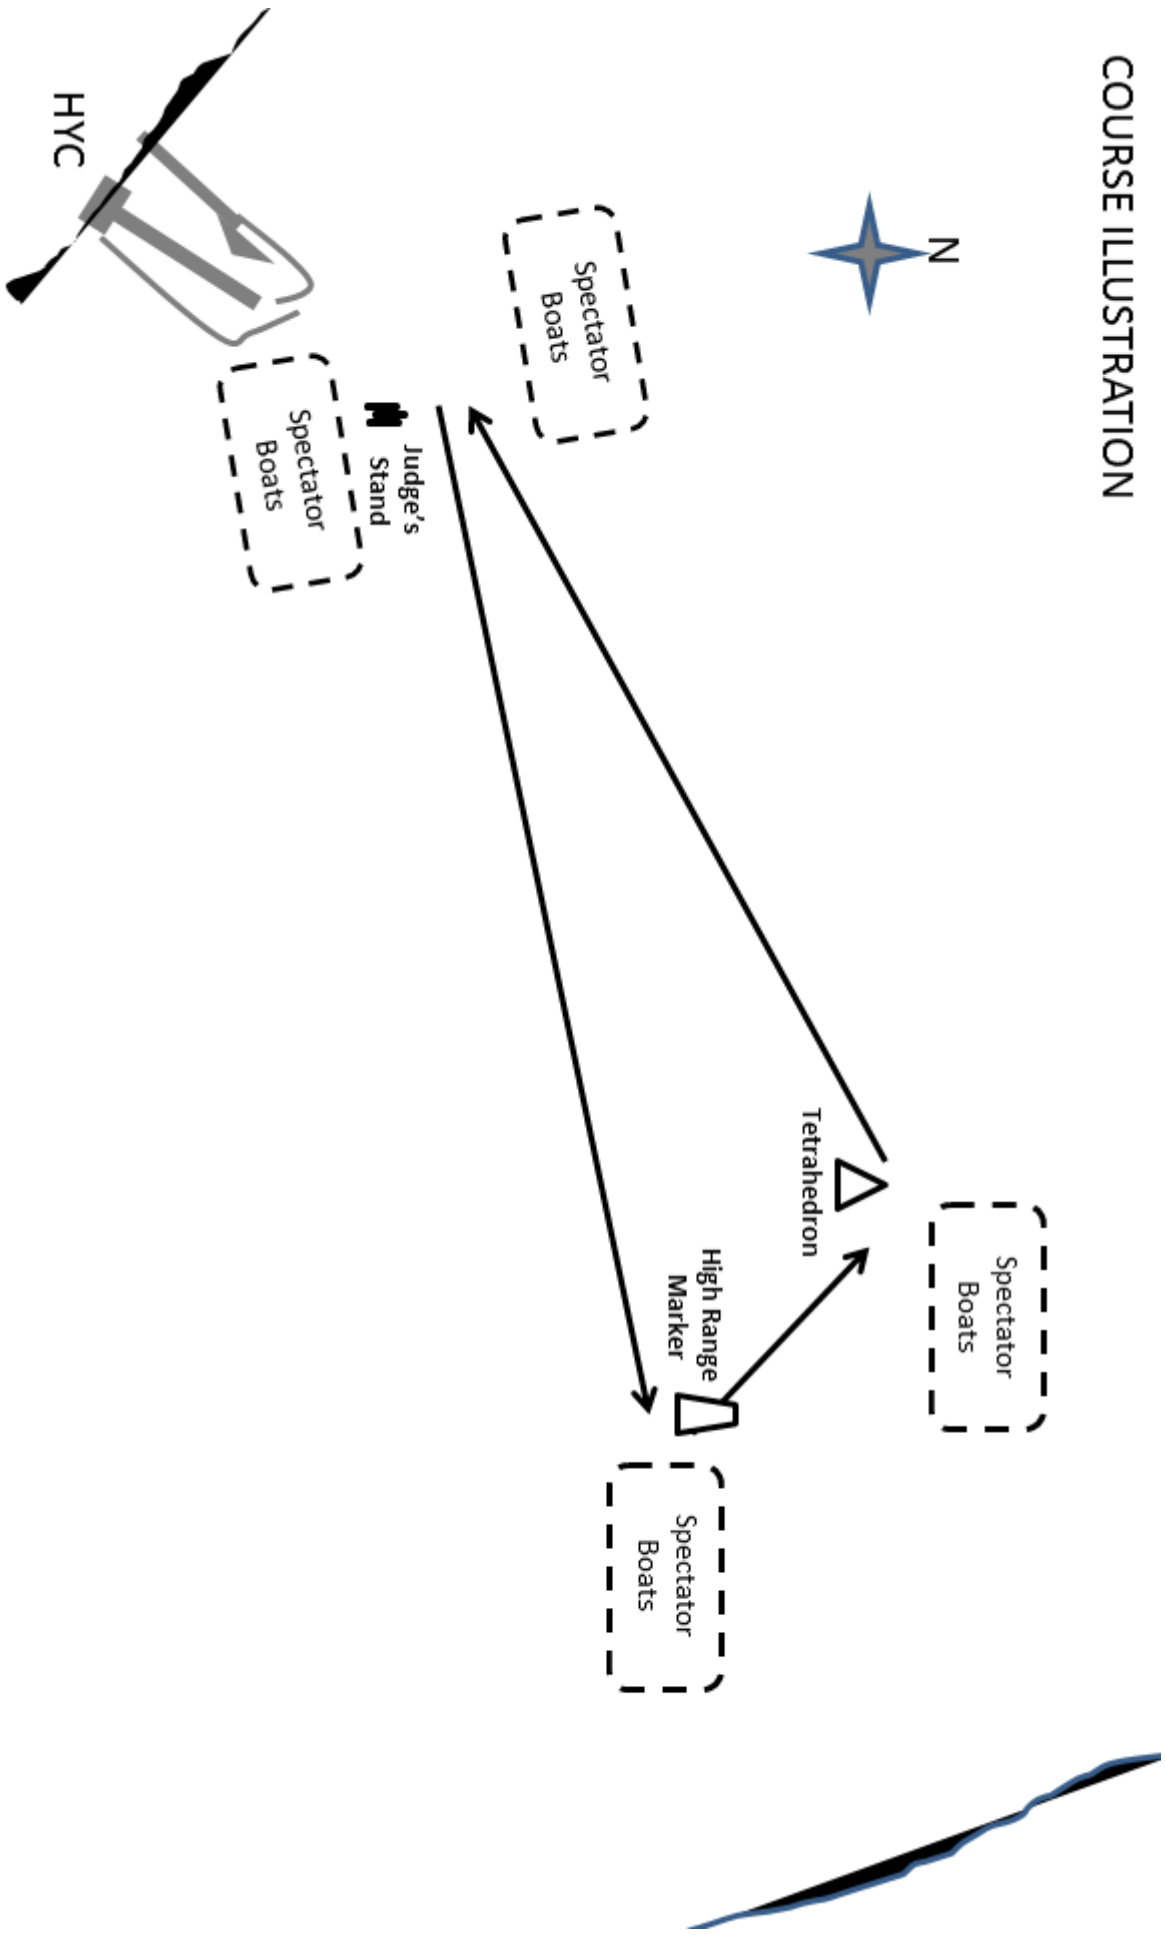 COURSE ILLUSTRATION
N
Spectator
Boats
Spectator
Boats
Judge's
Stand
HYC
Tetrahedron
High Range
Marker
Spectator
Boats
Spectator
Boats